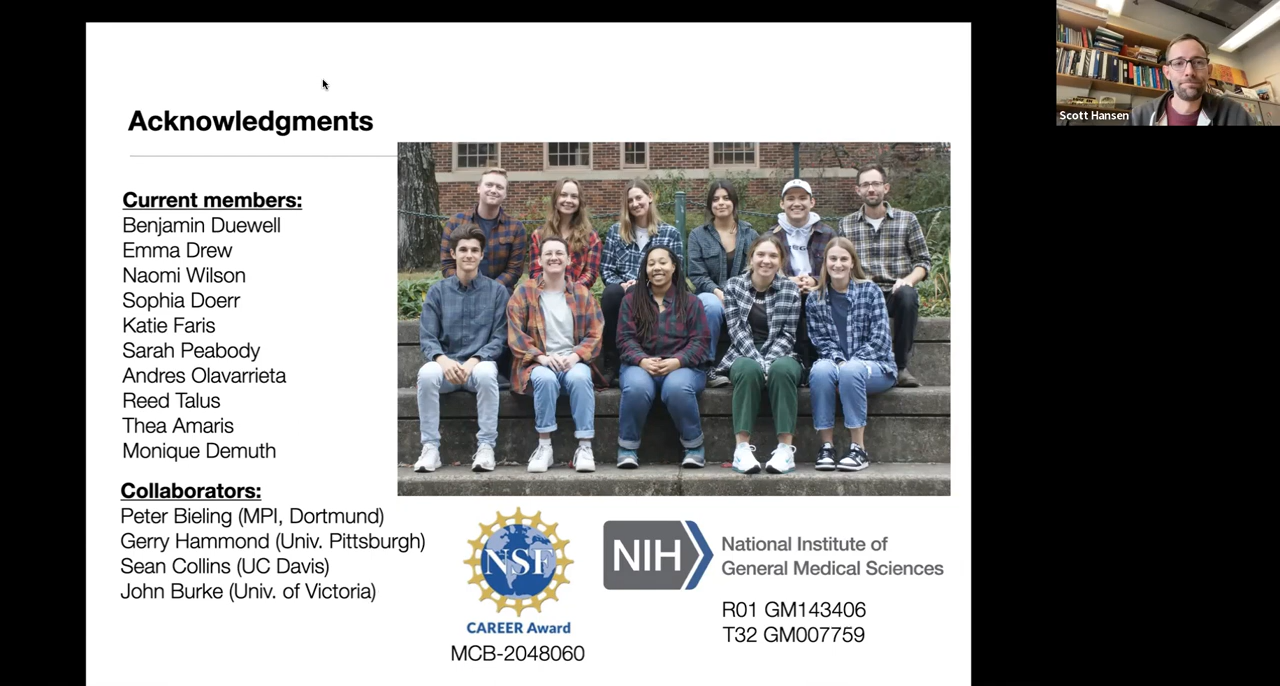 Acknowledgments
Current members:
Benjamin Duewell
Emma Drew
Naomi Wilson
Sophia Doerr
Katie Faris
Sarah Peabody
Andres Olavarrieta
Reed Talus
Thea Amaris
Monique Demuth
Collaborators:
Peter Bieling (MPI, Dortmund)
Gerry Hammond (Univ. Pittsburgh)
Sean Collins (UC Davis)
John Burke (Univ. of Victoria)
NSF
CAREER Award
MCB-2048060
NIH
National Institute of
General Medical Sciences
R01 GM143406
T32 GM007759
Scott Hansen